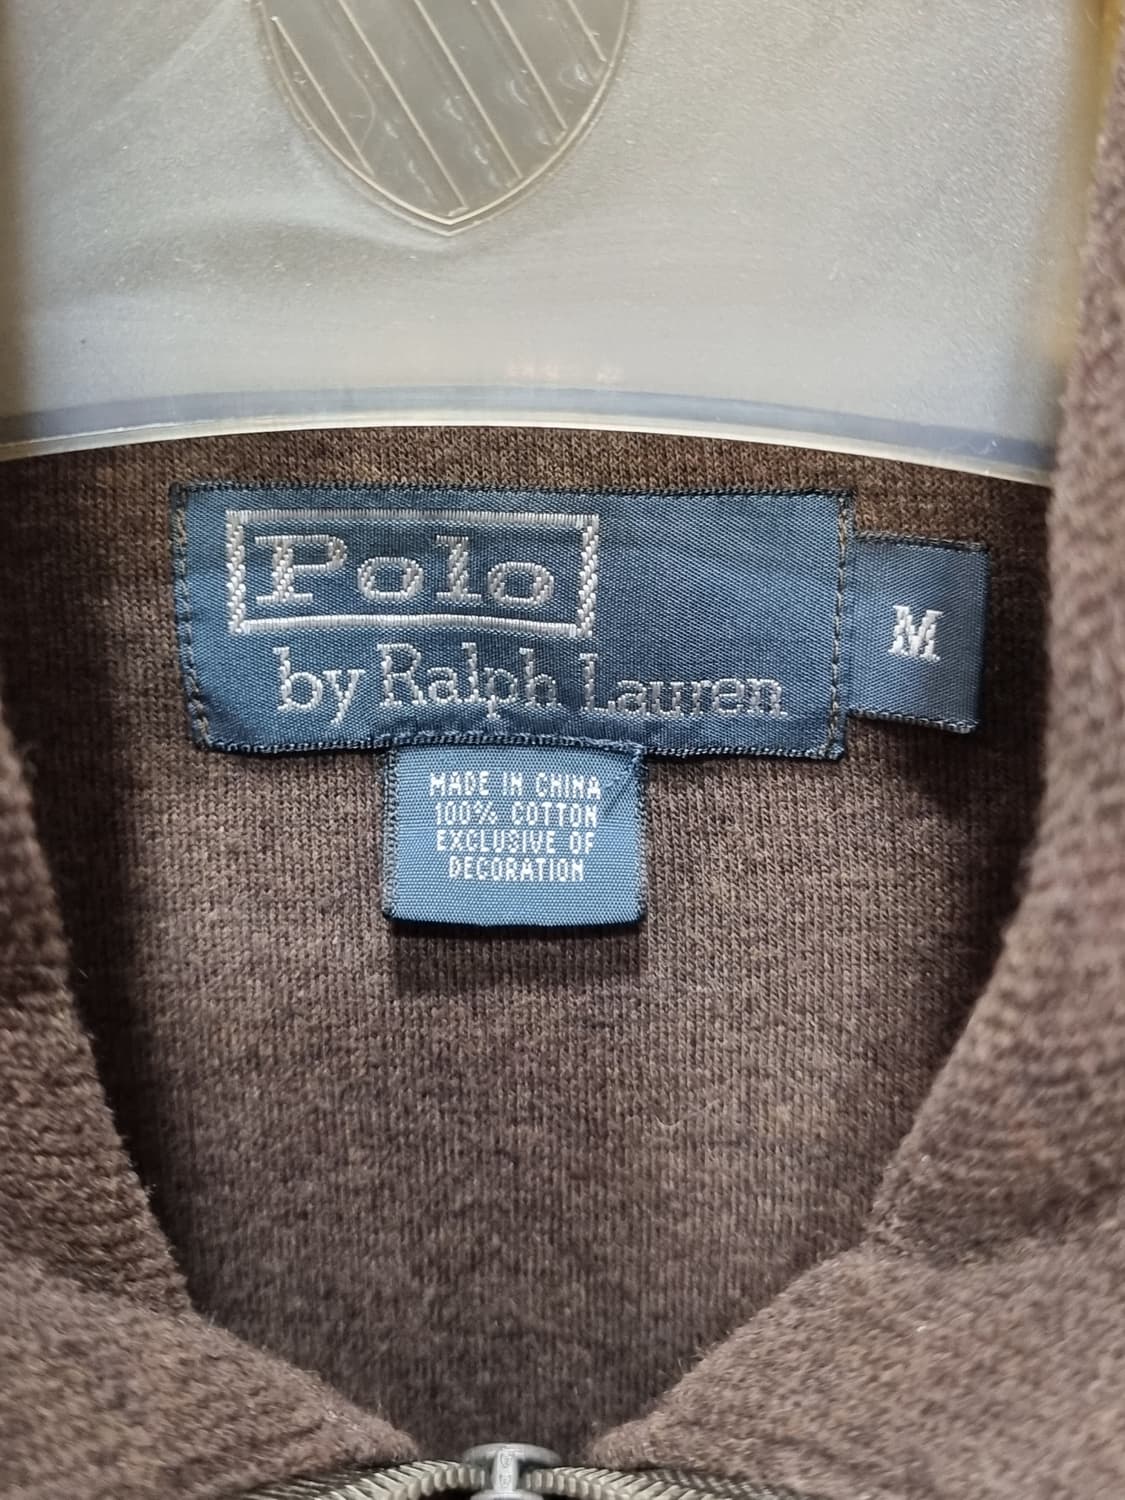 Polo
by Ralph Lauren
M
MADE IN CHINA
100% COTTON
EXCLUSIVE OF
DECORATION